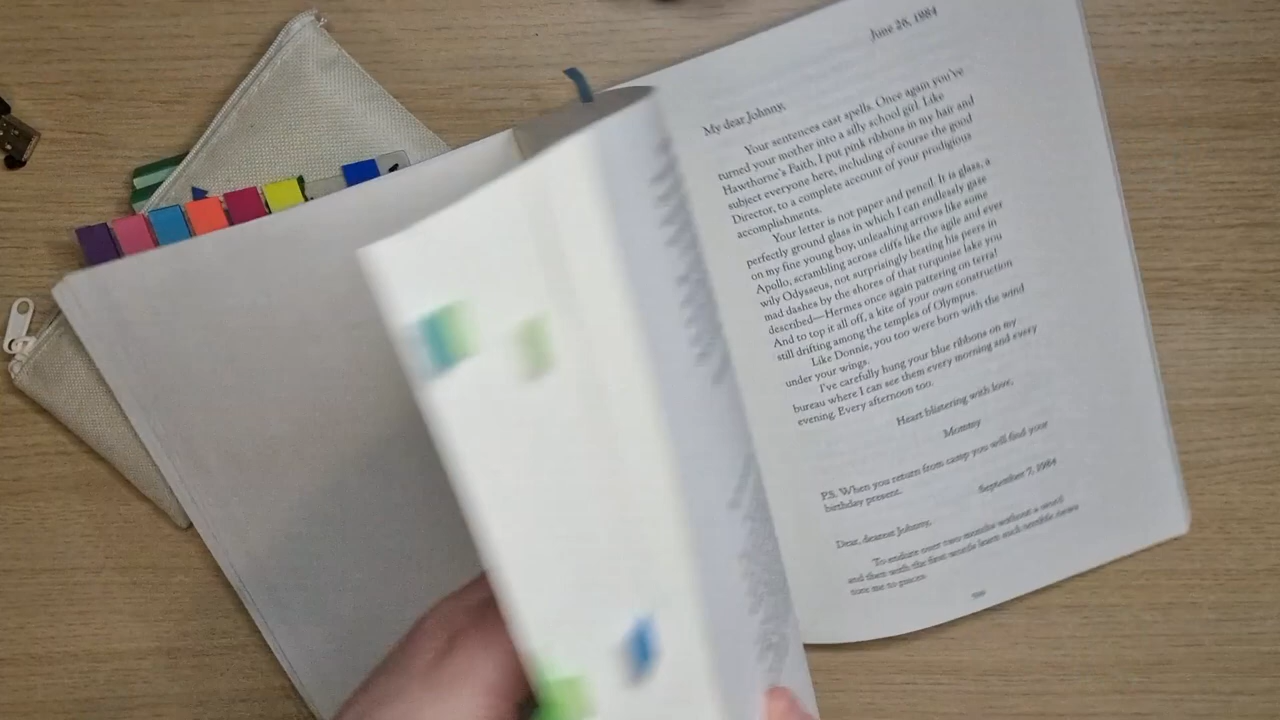 June 26, 1984
My dear Johnny,
Your sentences cast spells. Once again you've
turned your mother into a silly school girl. Like
Hawthorne's Faith, I put pink ribbons in my hair and
subject everyone here, including of course the good
Director, to a complete account of your prodigious
accomplishments.
Your letter is not paper and pencil. It is glass, a
perfectly ground glass in which I can endlessly gaze
on my fine young boy, unleashing arrows like some
Apollo, scrambling across cliffs like the agile and ever
wily Odysseus, not surprisingly besting his peers in
mad dashes by the shores of that turquoise lake you
described—Hermes once again pattering on terra!
And to top it all off, a kite of your own construction
still drifting among the temples of Olympus.
Like Donnie, you too were born with the wind
under your wings.
I've carefully hung your blue ribbons on my
bureau where I can see them every morning and every
evening. Every afternoon too.
Heart blistering with love,
Mommy
P.S. When you return from camp you will find your
birthday present.
September 7, 1984
Dear, dearest Johnny,
To endure over two months without a word
and then with the first words learn such terrible news
tore me to pieces.